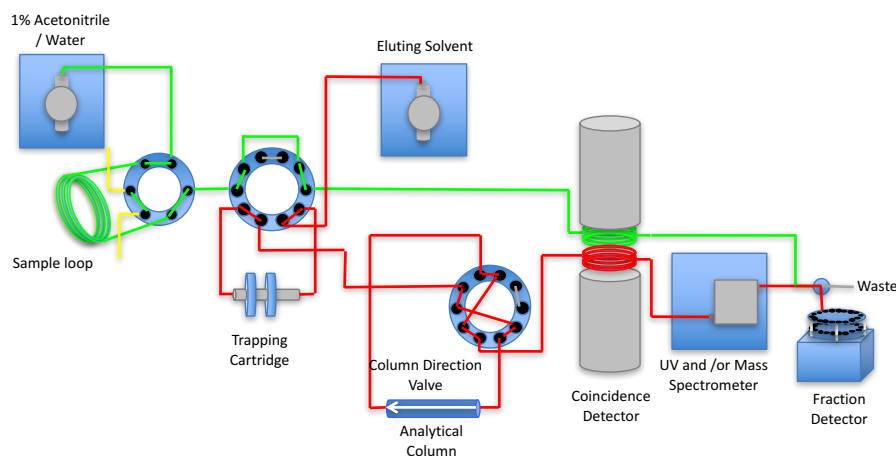 1% Acetonitrile
/ Water
Eluting Solvent
Sample loop
Trapping
Cartridge
Column Direction
Valve
Analytical
Column
Coincidence
Detector
UV and /or Mass
Spectrometer
Waste
Fraction
Detector